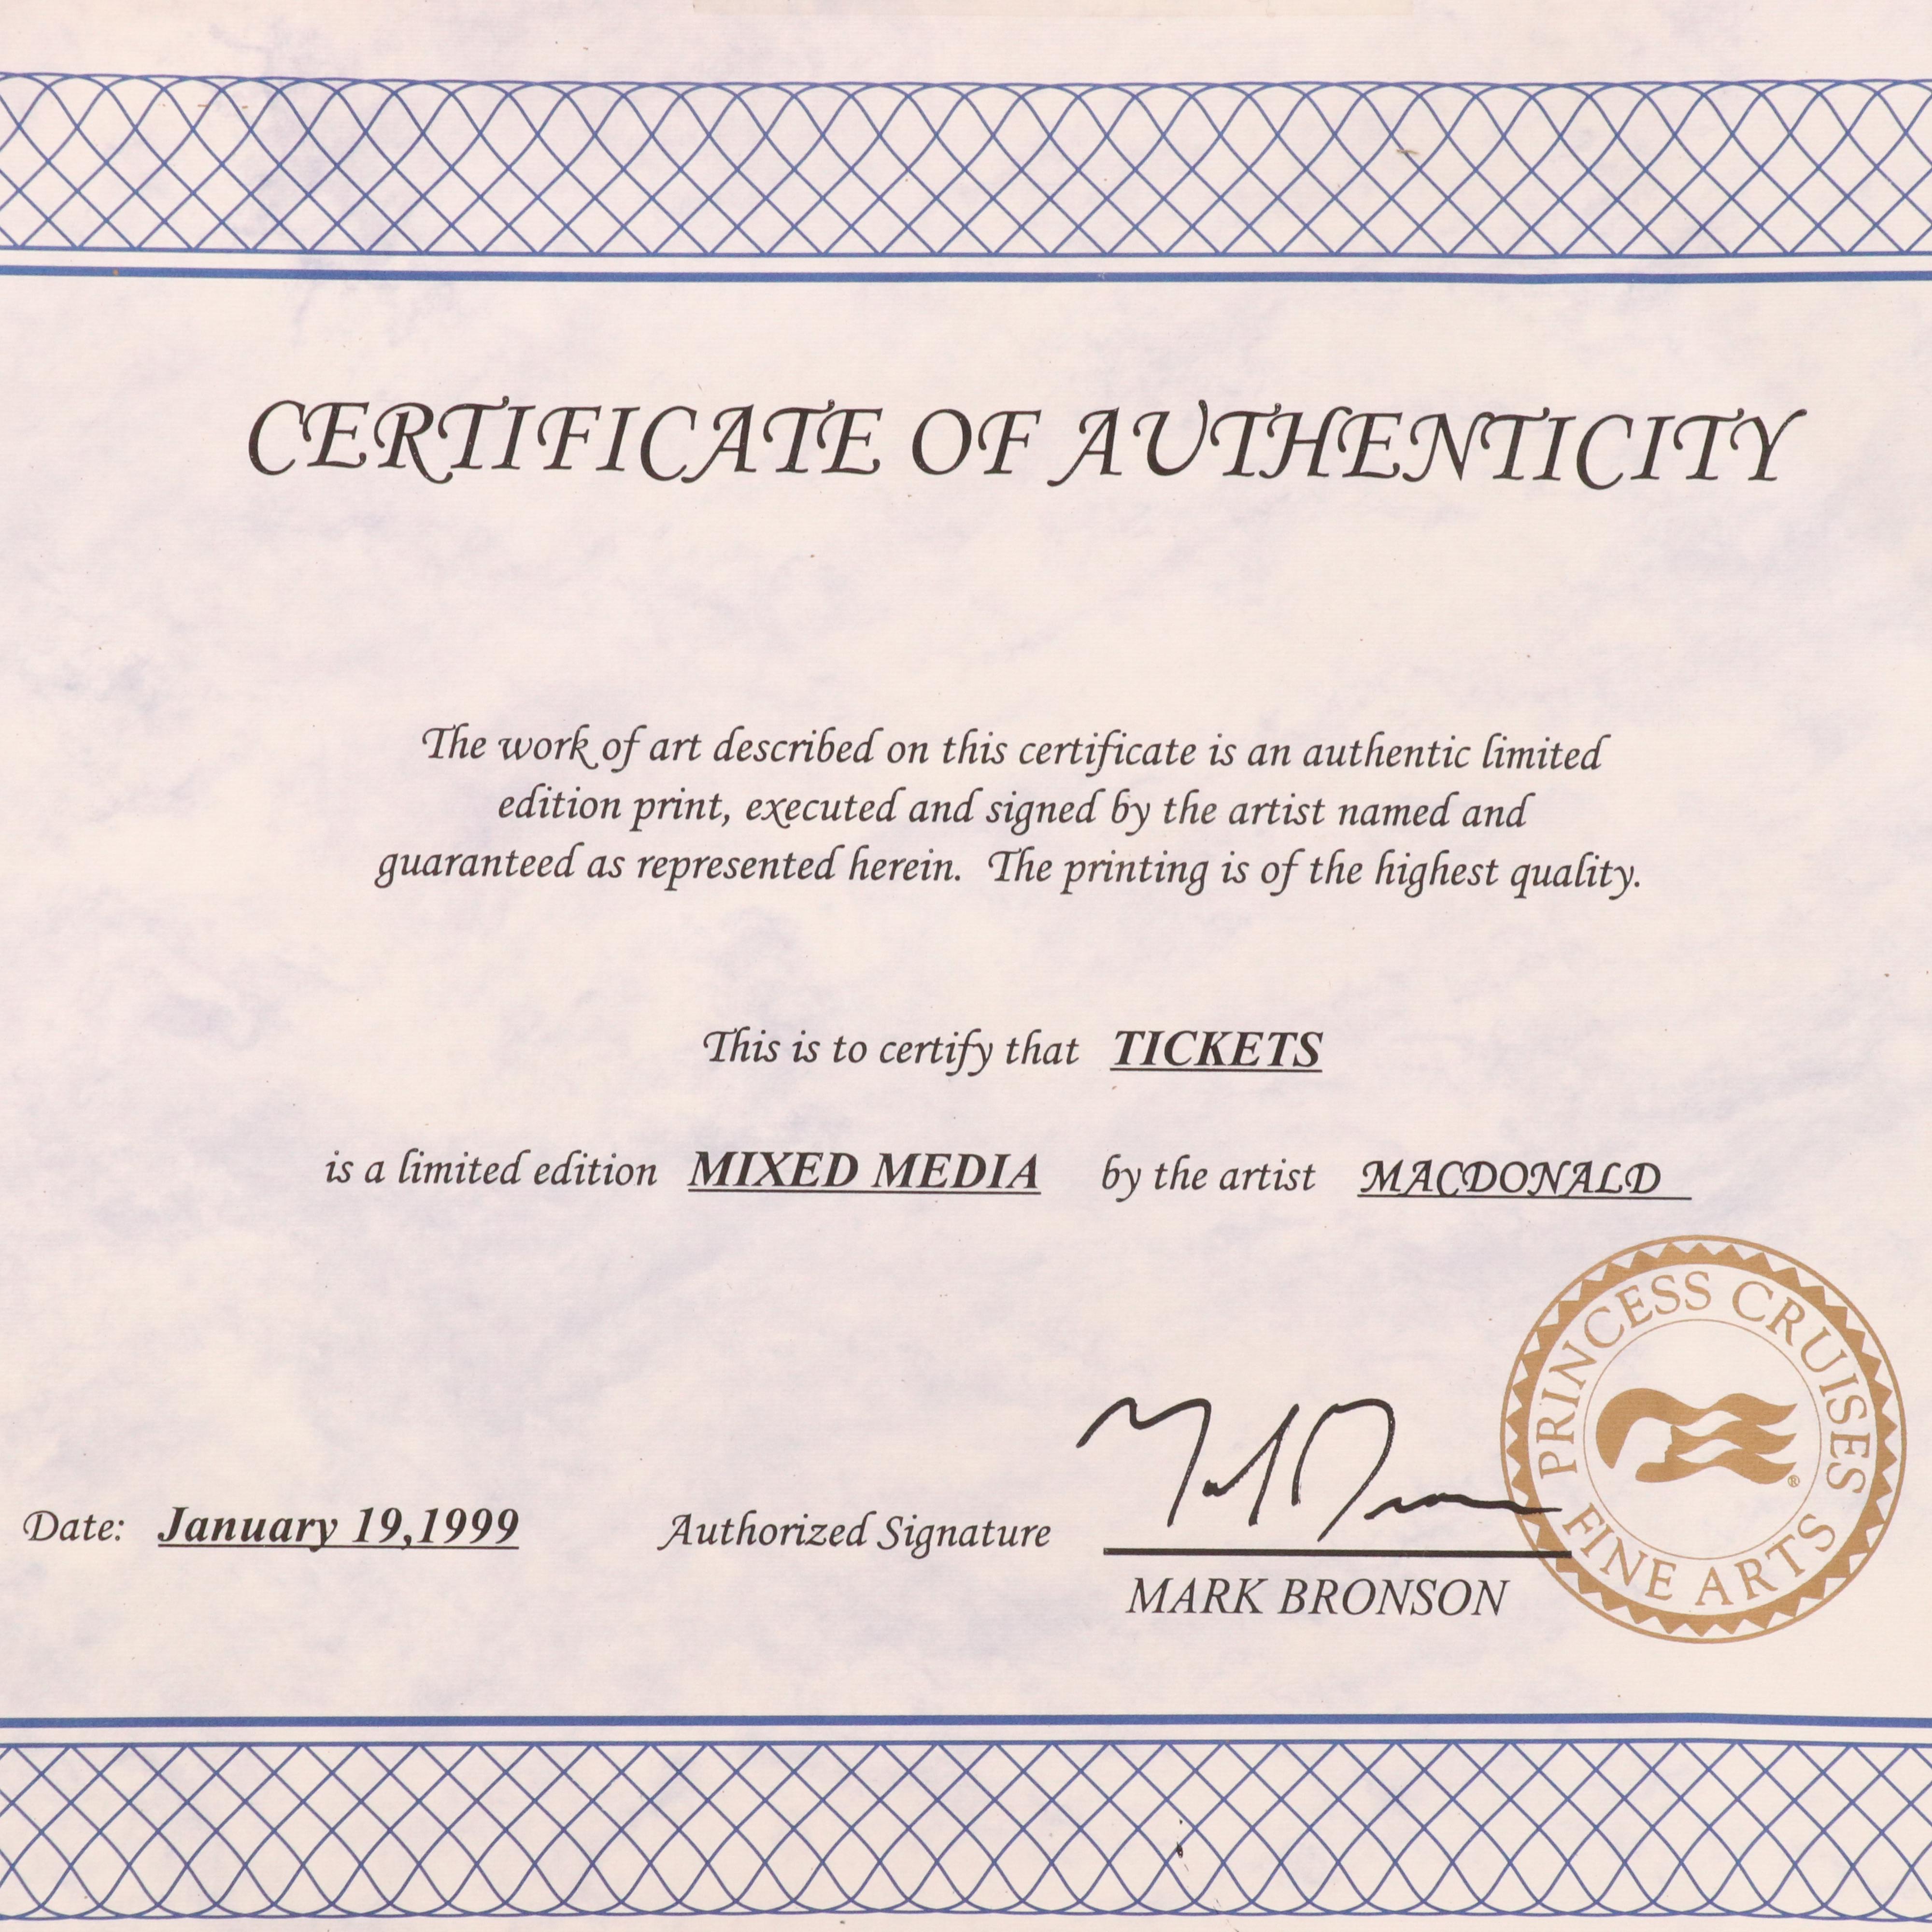 CERTIFICATE OF AUTHENTICITY
The work of art described on this certificate is an authentic limited
edition print, executed and signed by the artist named and
guaranteed as represented herein. The printing is of the highest quality.
This is to certify that TICKETS
is a limited edition MIXED MEDIA by the artist MACDONALD
PRINCESS CRUISES
®
FINE ARTS
Date: January 19,1999 Authorized Signature
MARK BRONSON